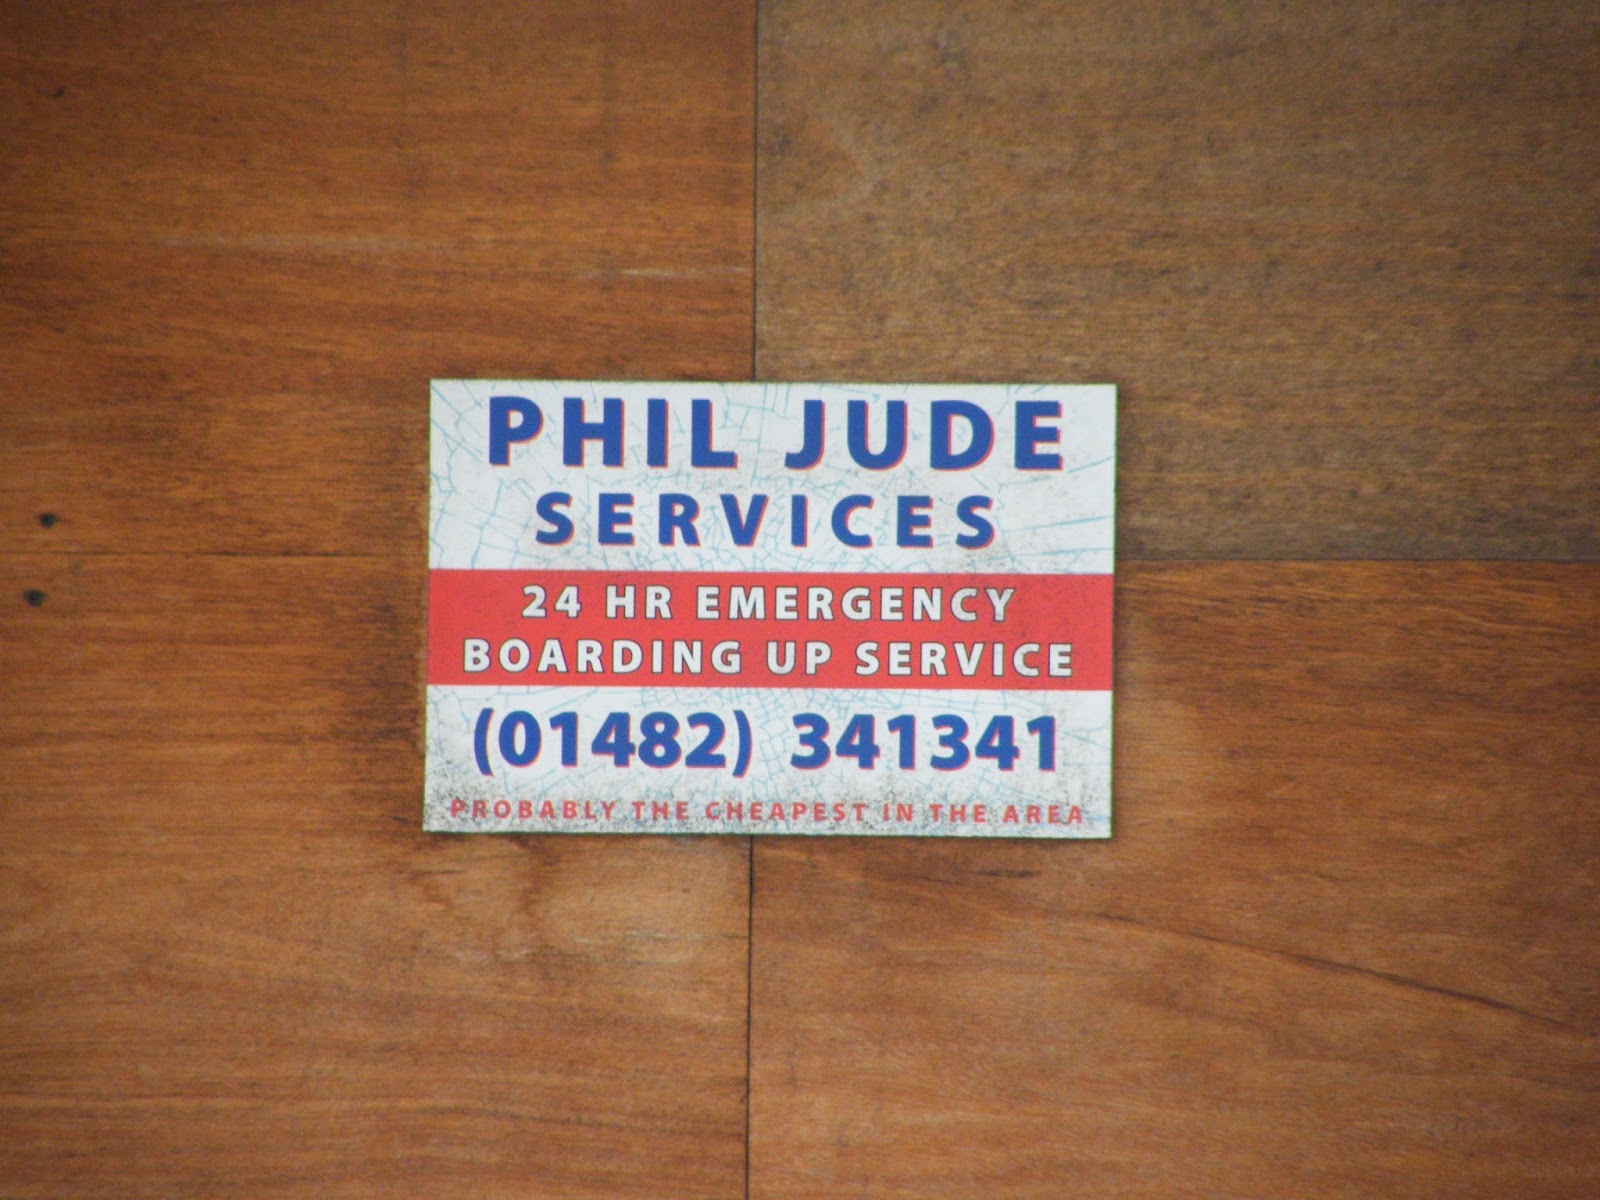 PHIL JUDE
SERVICES
24 HR EMERGENCY
BOARDING UP SERVICE
(01482) 341341
PROBABLY THE CHEAPEST IN THE AREA